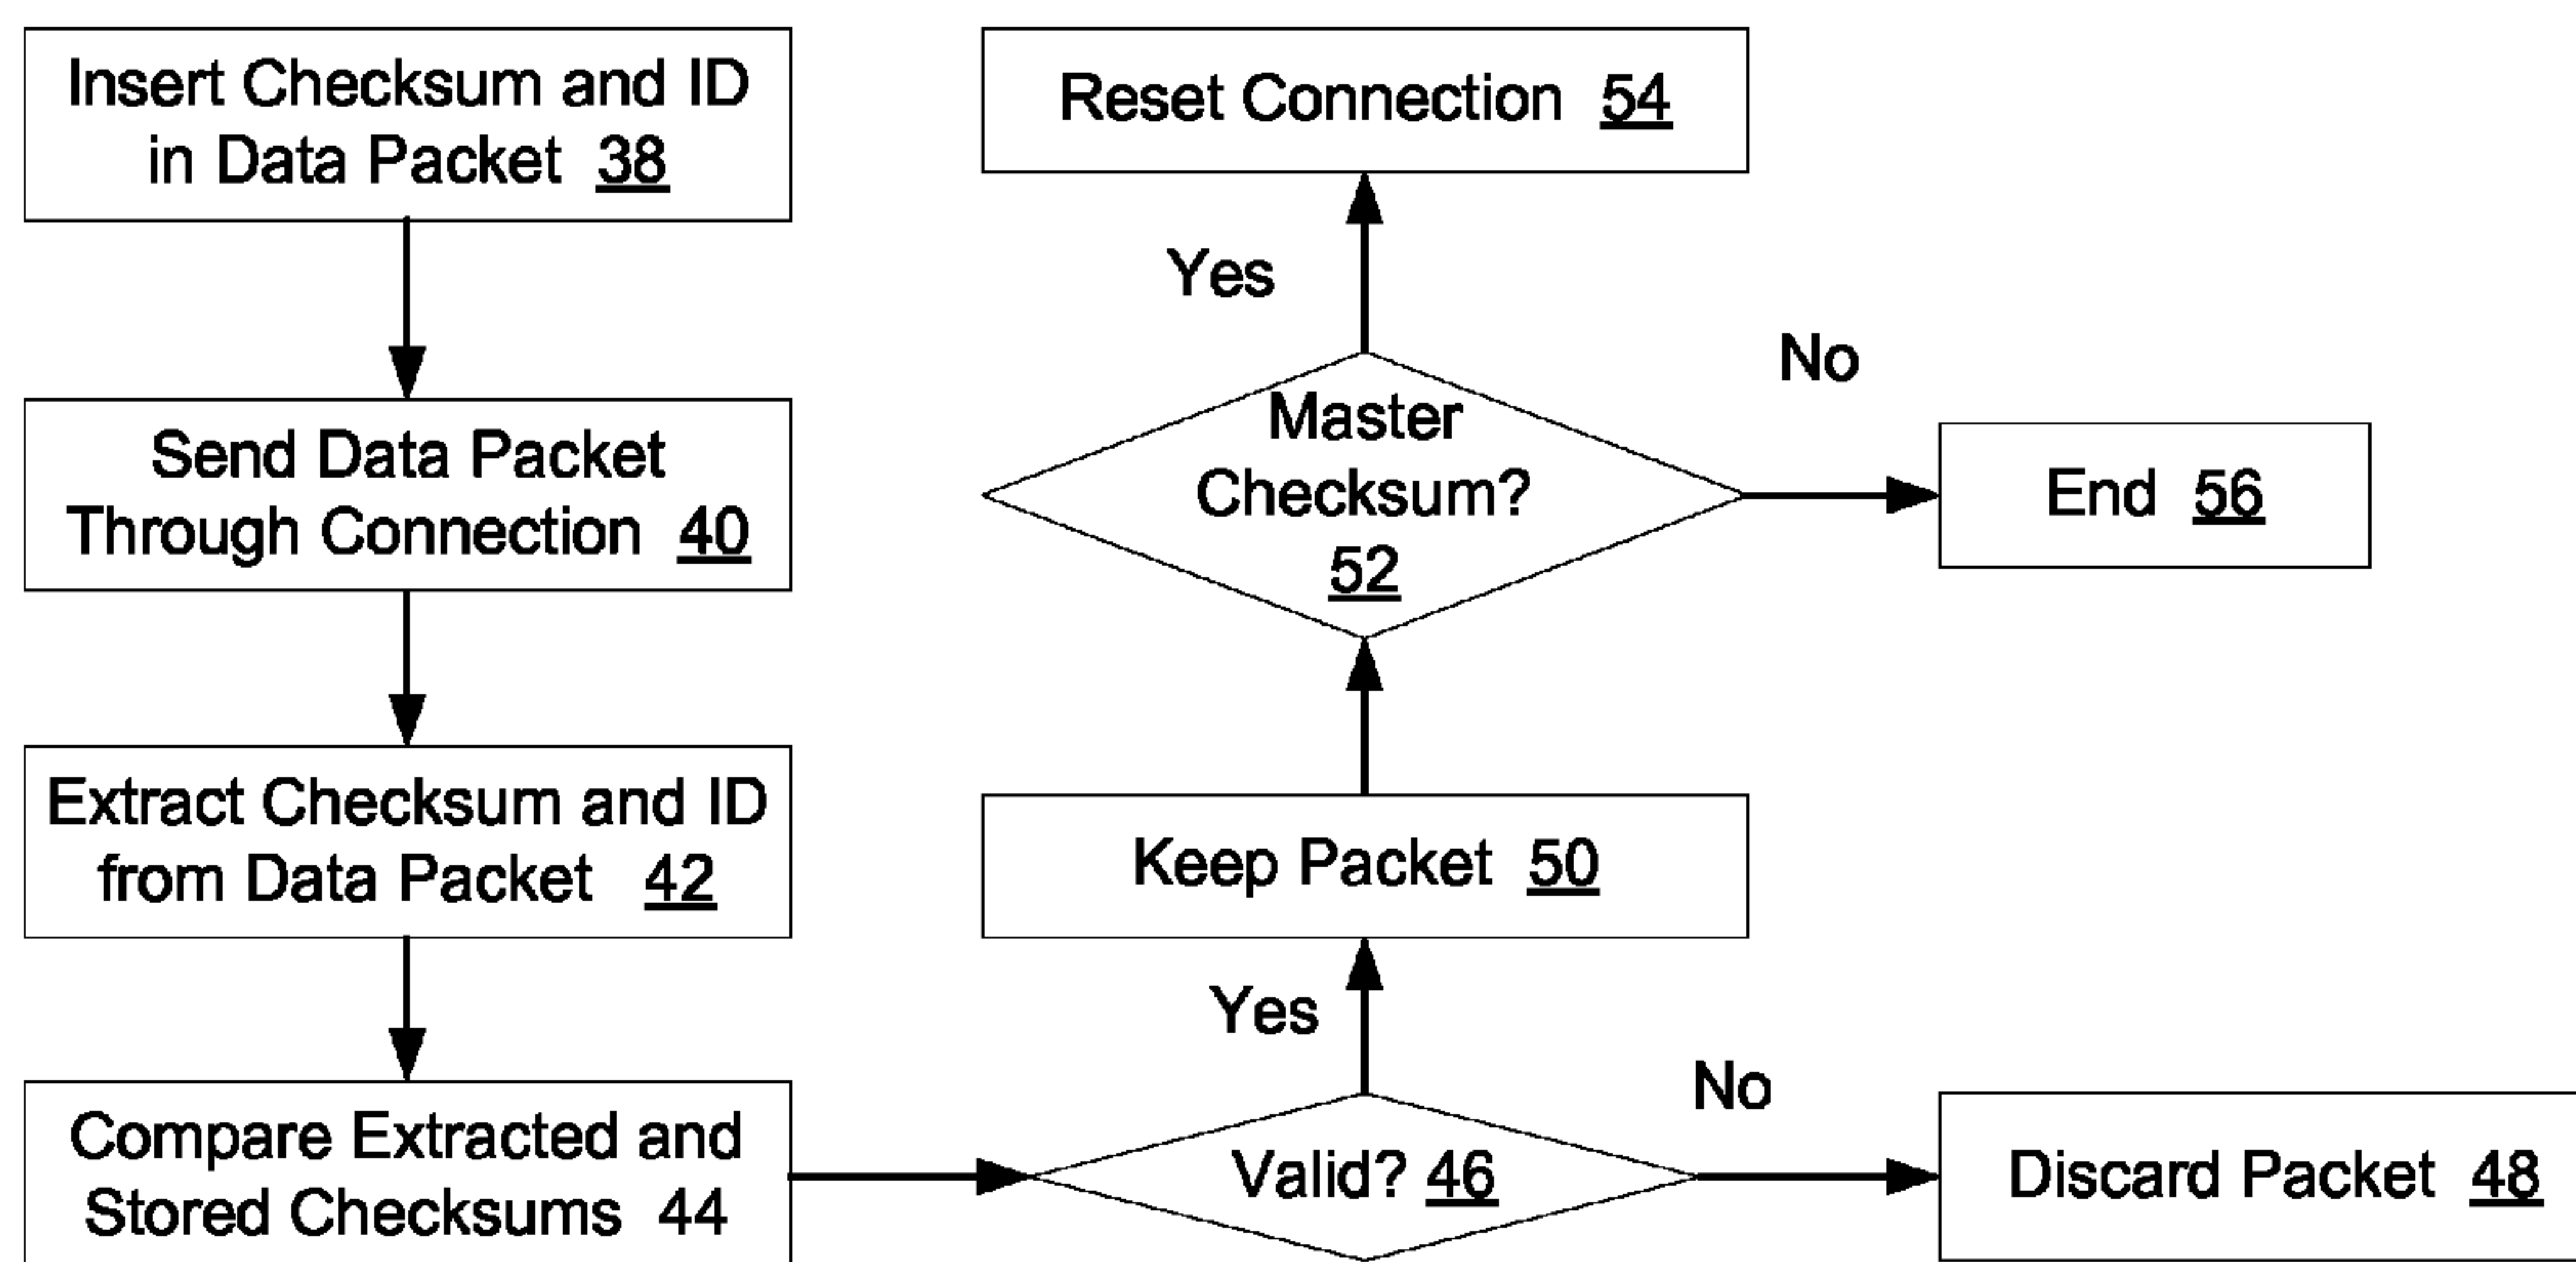 Insert Checksum and ID
in Data Packet 38
Send Data Packet
Through Connection 40
Extract Checksum and ID
from Data Packet 42
Compare Extracted and
Stored Checksums 44
Valid? 46
No
Discard Packet 48
Yes
Keep Packet 50
Master
Checksum?
52
No
End 56
Yes
Reset Connection 54